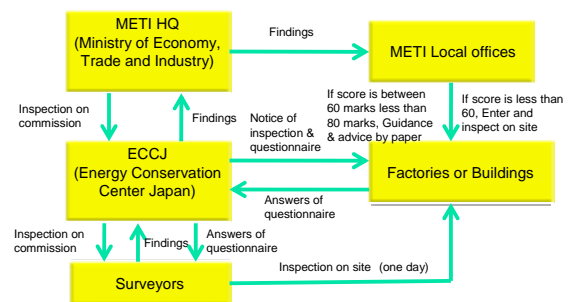 METI HQ
(Ministry of Economy,
Trade and Industry)
Findings
METI Local offices
Inspection on
commission
Findings
Notice of
inspection &
questionnaire
If score is between
60 marks less than
80 marks, Guidance
& advice by paper
If score is less than
60, Enter and
inspect on site
ECCJ
(Energy Conservation
Center Japan)
Factories or Buildings
Answers of
questionnaire
Inspection on
commission
Findings
Answers of
questionnaire
Surveyors
Inspection on site (one day)